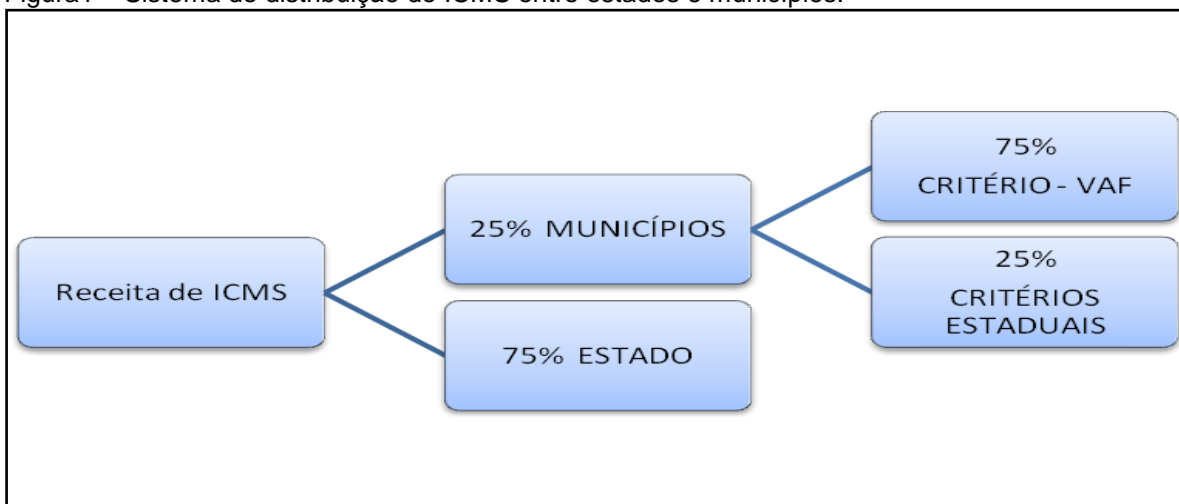 Figura1 – Sistema de distribuição do ICMS entre estados e municípios.
Receita de ICMS
25% MUNICÍPIOS
75% ESTADO
75%
CRITÉRIO - VAF
25%
CRITÉRIOS
ESTADUAIS